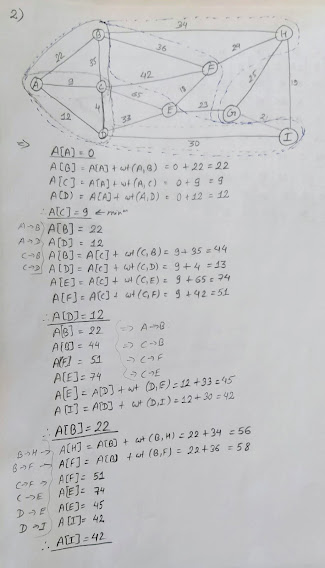 2)
B
34
H
22
36
29
35
F
A
9
C
42
25
19
65
18
4
E
23
G
2
12
D
33
30
I
⇒ A[A] = 0
A[B] = A[A] + wt(A,B) = 0 + 22 = 22
A[C] = A[A] + wt(A,C) = 0 + 9 = 9
A[D] = A[A] + wt(A,D) = 0 + 12 = 12
∴ A[C] = 9 ← min^m
A→B A[B] = 22
A→D A[D] = 12
C→B A[B] = A[C] + wt(C,B) = 9 + 35 = 44
C→D A[D] = A[C] + wt(C,D) = 9 + 4 = 13
A[E] = A[C] + wt(C,E) = 9 + 65 = 74
A[F] = A[C] + wt(C,F) = 9 + 42 = 51
∴ A[D] = 12
A[B] = 22 ⇒ A→B
A[B] = 44 ⇒ C→B
A[F] = 51 ⇒ C→F
A[E] = 74 ⇒ C→E
A[E] = A[D] + wt(D,E) = 12 + 33 = 45
A[I] = A[D] + wt(D,I) = 12 + 30 = 42
∴ A[B] = 22
B→H → A[H] = A[B] + wt(B,H) = 22 + 34 = 56
B→F → A[F] = A[B] + wt(B,F) = 22 + 36 = 58
C→F → A[F] = 51
C→E A[E] = 74
D→E A[E] = 45
D→I A[I] = 42
∴ A[I] = 42